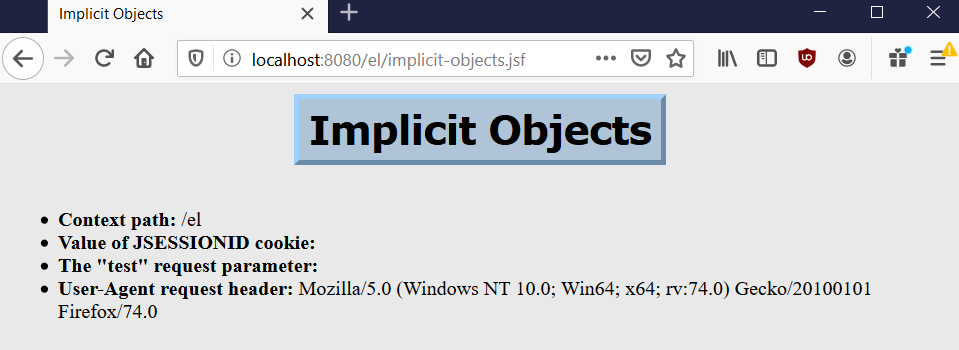 Implicit Objects
localhost:8080/el/implicit-objects.jsf
Implicit Objects
Context path: /el
Value of JSESSIONID cookie:
The "test" request parameter:
User-Agent request header: Mozilla/5.0 (Windows NT 10.0; Win64; x64; rv:74.0) Gecko/20100101
Firefox/74.0